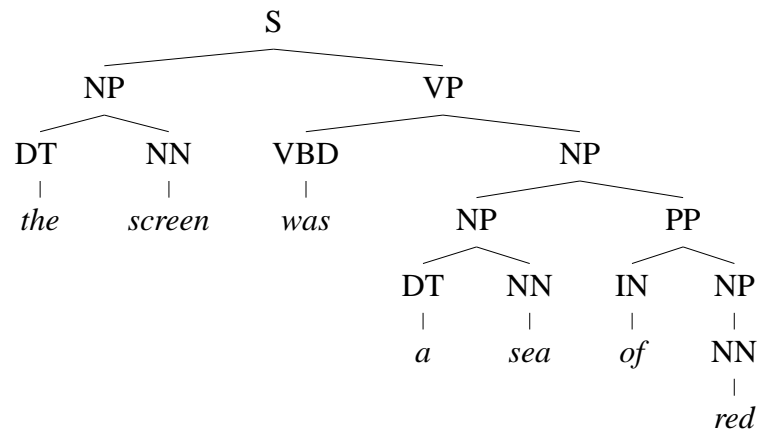 S
NP VP
DT NN VBD NP
the screen was NP PP
DT NN IN NP
a sea of NN
red